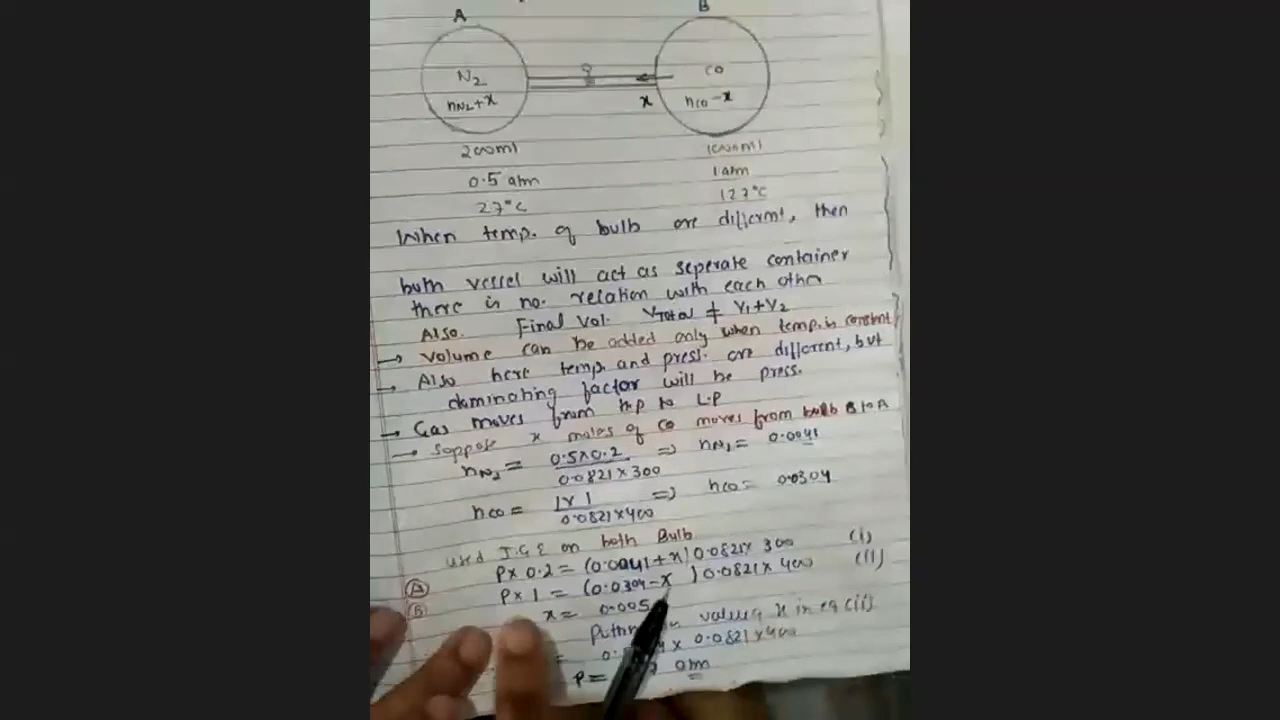 A B
N2 CO
nN2+x x nCO-x
200ml 1000ml
0.5 atm 1 atm
27°C 127°C
When temp. of bulb are different, then
both vessel will act as seperate container
there is no. relation with each other
Also. Final Vol. VTotal ≠ V1+V2
→ Volume can be added only when temp. is constant
→ Also here temp. and press. are different, but
dominating factor will be press.
→ Gas moves from H.p to L.P
→ Suppose x moles of CO moves from bulb B to A
nN2 = 0.5×0.2 / 0.0821×300 ⇒ nN2 = 0.0041
nCO = 1×1 / 0.0821×400 ⇒ nCO = 0.0304
used I.G.E on both Bulb
A P×0.2 = (0.0041+x)0.0821×300 (i)
B P×1 = (0.0304-x)0.0821×400 (ii)
x = 0.005
value of x in eq (ii)
= 0. × 0.0821×400
P = atm